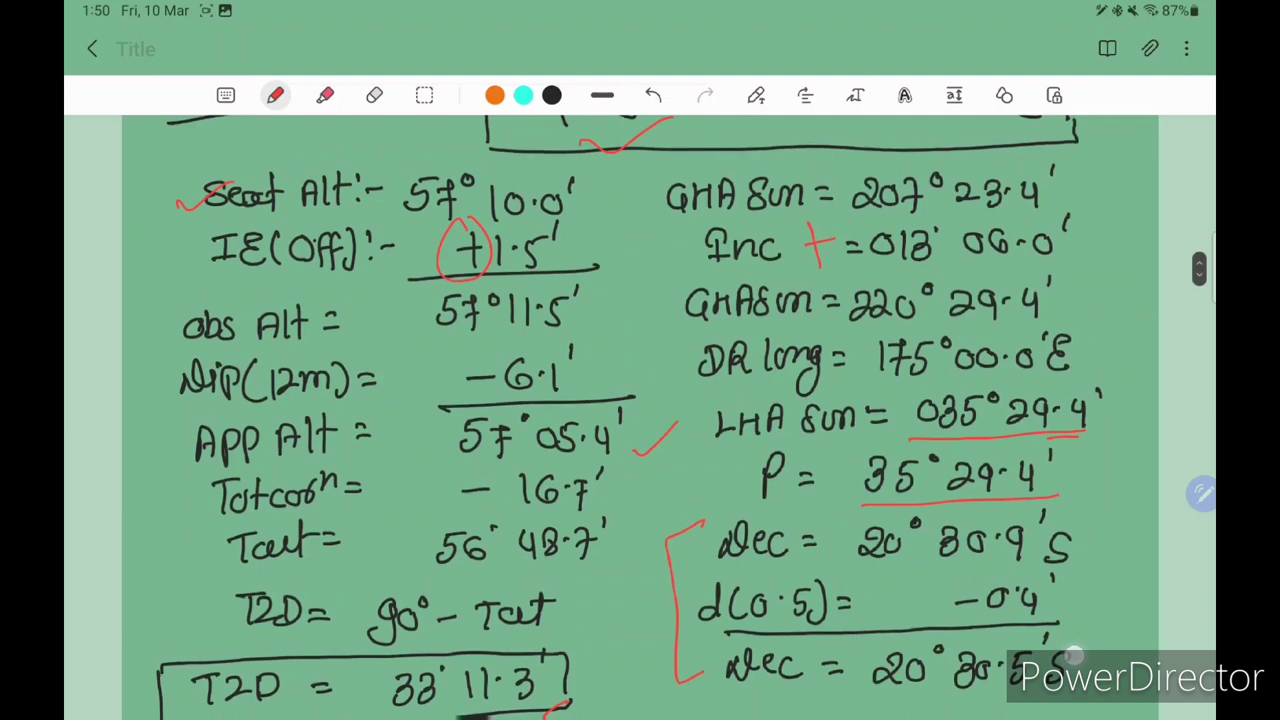 1:50 Fri, 10 Mar
87%
Title
Sext Alt:- 57° 10.0'
IE(Off):- +1.5'
obs Alt = 57° 11.5'
Dip(12m) = - 6.1'
App Alt = 57° 05.4'
Totcorrⁿ = - 16.7'
Talt = 56° 48.7'
TZD = 90° - Talt
TZD = 33° 11.3'
GHA Sun = 207° 23.4'
Inc + = 013° 06.0'
GHA Sun = 220° 29.4'
DR long = 175° 00.0' E
LHA Sun = 035° 29.4'
P = 35° 29.4'
Dec = 20° 30.9' S
d(0.5) = -0.4'
Dec = 20° 30.5' S
PowerDirector